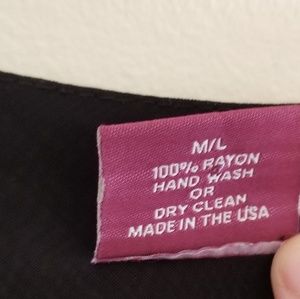 M/L
100% RAYON
HAND WASH
OR
DRY CLEAN
MADE IN THE USA